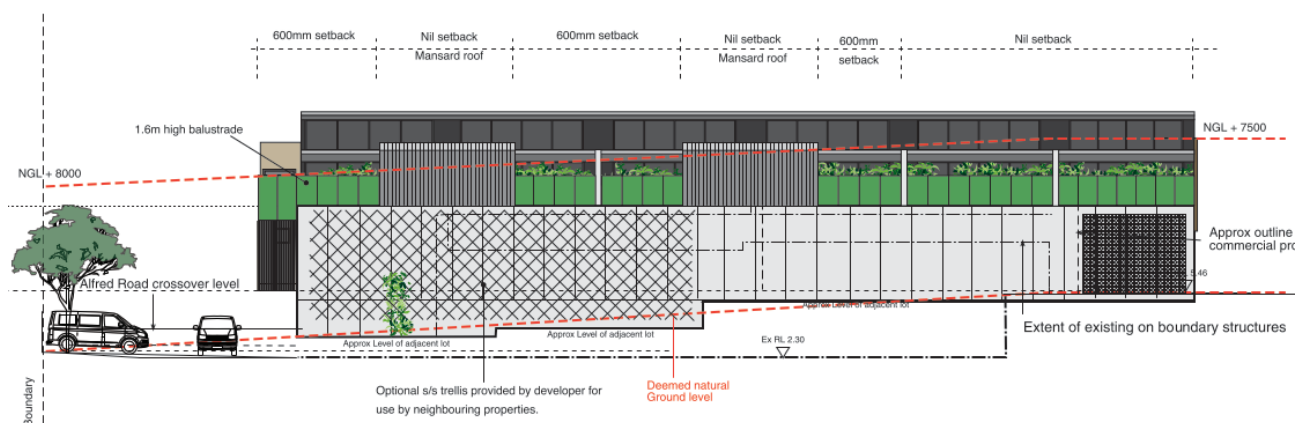 600mm setback
Nil setback
Mansard roof
600mm setback
Nil setback
Mansard roof
600mm
setback
Nil setback
1.6m high balustrade
NGL + 7500
NGL + 8000
Approx outline
commercial
Alfred Road crossover level
5.46
Approx Level of adjacent lot
Extent of existing on boundary structures
Approx Level of adjacent lot
Approx Level of adjacent lot
Ex RL 2.30
Optional s/s trellis provided by developer for
use by neighbouring properties.
Deemed natural
Ground level
Boundary